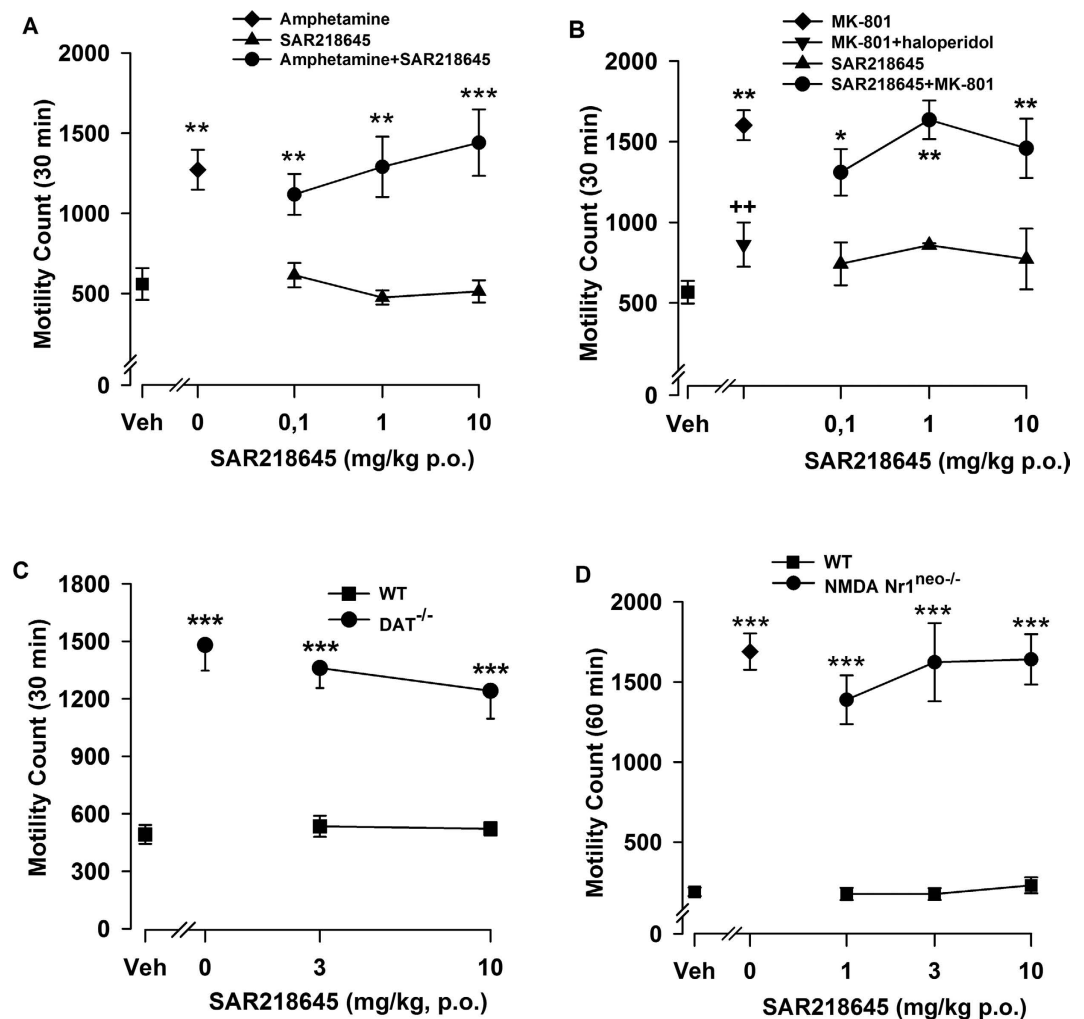 A
Amphetamine
SAR218645
Amphetamine+SAR218645
Motility Count (30 min)
2000
1500
1000
500
0
**
**
**
***
Veh
0
0,1
1
10
SAR218645 (mg/kg p.o.)
B
MK-801
MK-801+haloperidol
SAR218645
SAR218645+MK-801
Motility Count (30 min)
2000
1500
1000
500
0
**
++
*
**
**
Veh
0,1
1
10
SAR218645 (mg/kg p.o.)
C
WT
DAT-/-
Motility Count (30 min)
1800
1500
1200
900
600
300
0
***
***
***
Veh
0
3
10
SAR218645 (mg/kg, p.o.)
D
WT
NMDA Nr1neo-/-
Motility Count (60 min)
2000
1500
1000
500
0
***
***
***
***
Veh
0
1
3
10
SAR218645 (mg/kg p.o.)